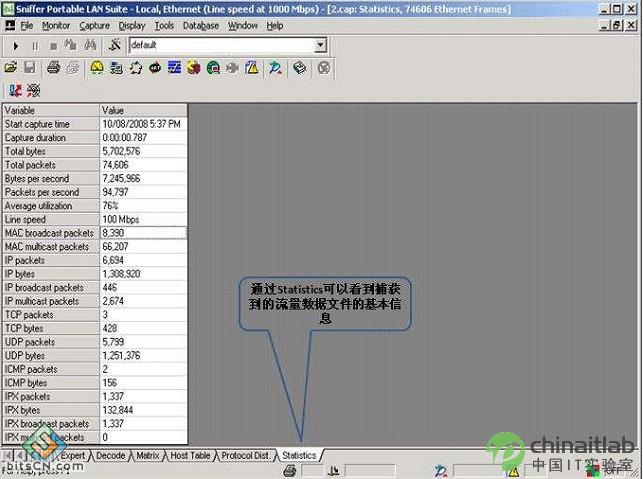 Sniffer Portable LAN Suite - Local, Ethernet (Line speed at 1000 Mbps) - [2.cap: Statistics, 74606 Ethernet Frames]
File Monitor Capture Display Tools Database Window Help
default
Variable Value
Start capture time 10/08/2008 5:37 PM
Capture duration 0:00:00.787
Total bytes 5,702,576
Total packets 74,606
Bytes per second 7,245,966
Packets per second 94,797
Average utilization 76%
Line speed 100 Mbps
MAC broadcast packets 8,390
MAC multicast packets 66,207
IP packets 6,694
IP bytes 1,308,920
IP broadcast packets 446
IP multicast packets 2,674
TCP packets 3
TCP bytes 428
UDP packets 5,799
UDP bytes 1,251,376
ICMP packets 2
ICMP bytes 156
IPX packets 1,337
IPX bytes 132,844
IPX broadcast packets 1,337
IPX multicast packets 0
通过Statistics可以看到捕获
到的流量数据文件的基本信
息
Expert Decode Matrix Host Table Protocol Dist. Statistics
bitsCN.com
chinaitlab
中国IT实验室